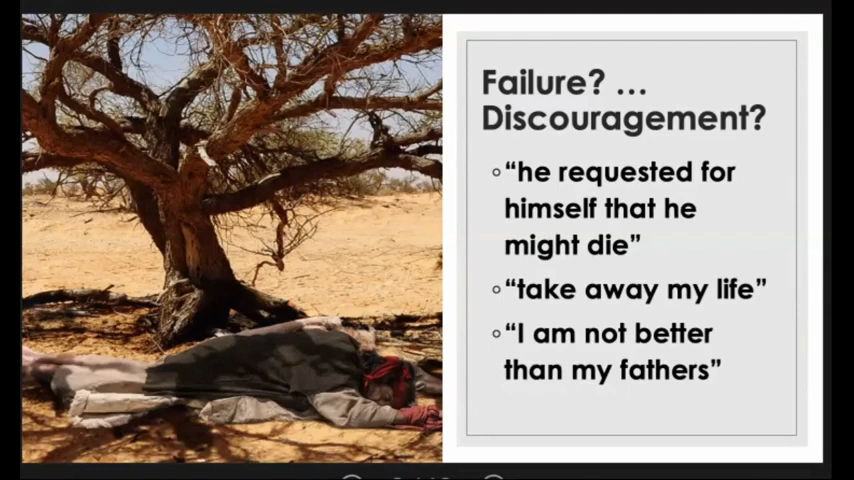 Failure? …
Discouragement?
“he requested for
himself that he
might die”
“take away my life”
“I am not better
than my fathers”